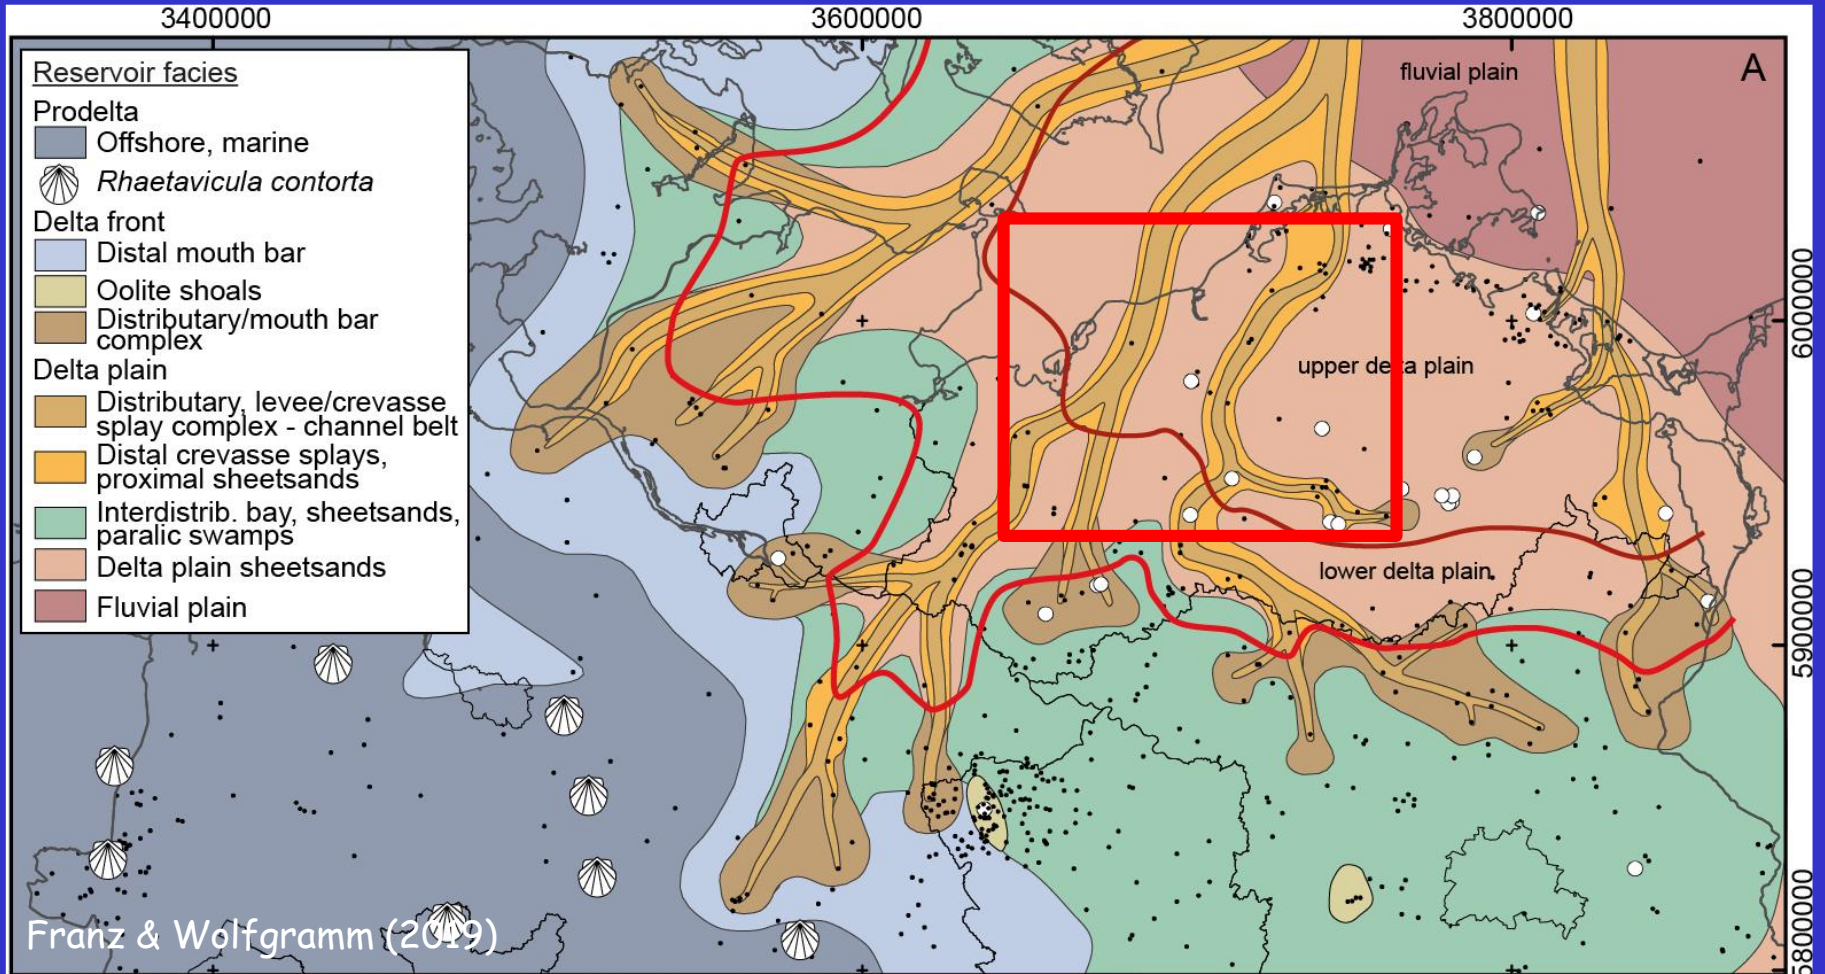 3400000
3600000
3800000
A
Reservoir facies
Prodelta
Offshore, marine
Rhaetavicula contorta
Delta front
Distal mouth bar
Oolite shoals
Distributary/mouth bar
complex
Delta plain
Distributary, levee/crevasse
splay complex - channel belt
Distal crevasse splays,
proximal sheetsands
Interdistrib. bay, sheetsands,
paralic swamps
Delta plain sheetsands
Fluvial plain
fluvial plain
upper delta plain
lower delta plain
6000000
5900000
5800000
Franz & Wolfgramm (2019)